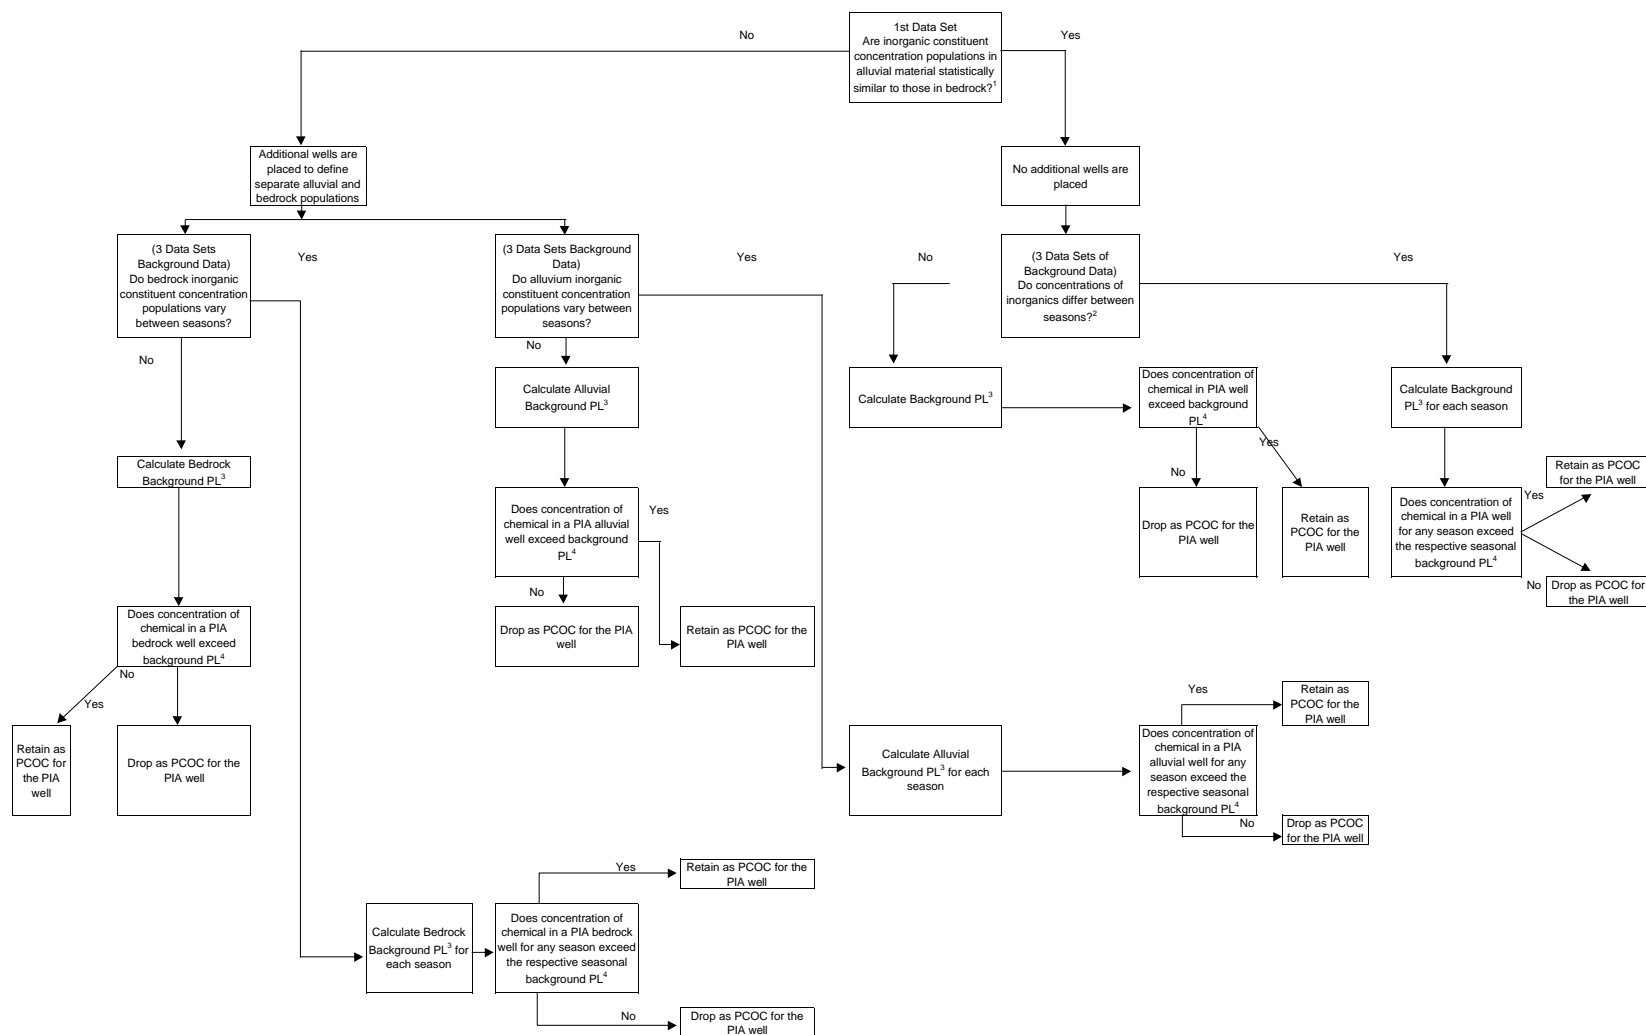 1st Data Set
Are inorganic constituent
concentration populations in
alluvial material statistically
similar to those in bedrock?1
No
Yes
Additional wells are
placed to define
separate alluvial and
bedrock populations
No additional wells are
placed
(3 Data Sets
Background Data)
Do bedrock inorganic
constituent concentration
populations vary
between seasons?
Yes
(3 Data Sets Background
Data)
Do alluvium inorganic
constituent concentration
populations vary between
seasons?
Yes
No
(3 Data Sets of
Background Data)
Do concentrations of
inorganics differ between
seasons?2
Yes
No
No
Calculate Alluvial
Background PL3
Calculate Background PL3
Does concentration of
chemical in PIA well
exceed background
PL4
Calculate Background
PL3 for each season
Yes
No
Calculate Bedrock
Background PL3
Does concentration of
chemical in a PIA alluvial
well exceed background
PL4
Yes
Drop as PCOC for the
PIA well
Retain as
PCOC for the
PIA well
Does concentration of
chemical in a PIA well
for any season exceed
the respective seasonal
background PL4
Yes
Retain as PCOC
for the PIA well
No
Drop as PCOC for
the PIA well
No
Does concentration of
chemical in a PIA
bedrock well exceed
background PL4
Drop as PCOC for the PIA
well
Retain as PCOC for the
PIA well
No
Yes
Retain as
PCOC for
the PIA
well
Drop as PCOC for the
PIA well
Calculate Alluvial
Background PL3 for each
season
Does concentration of
chemical in a PIA
alluvial well for any
season exceed the
respective seasonal
background PL4
Yes
Retain as
PCOC for the
PIA well
No
Drop as PCOC
for the PIA well
Calculate Bedrock
Background PL3 for
each season
Does concentration of
chemical in a PIA bedrock
well for any season exceed
the respective seasonal
background PL4
Yes
Retain as PCOC for the
PIA well
No
Drop as PCOC for the
PIA well